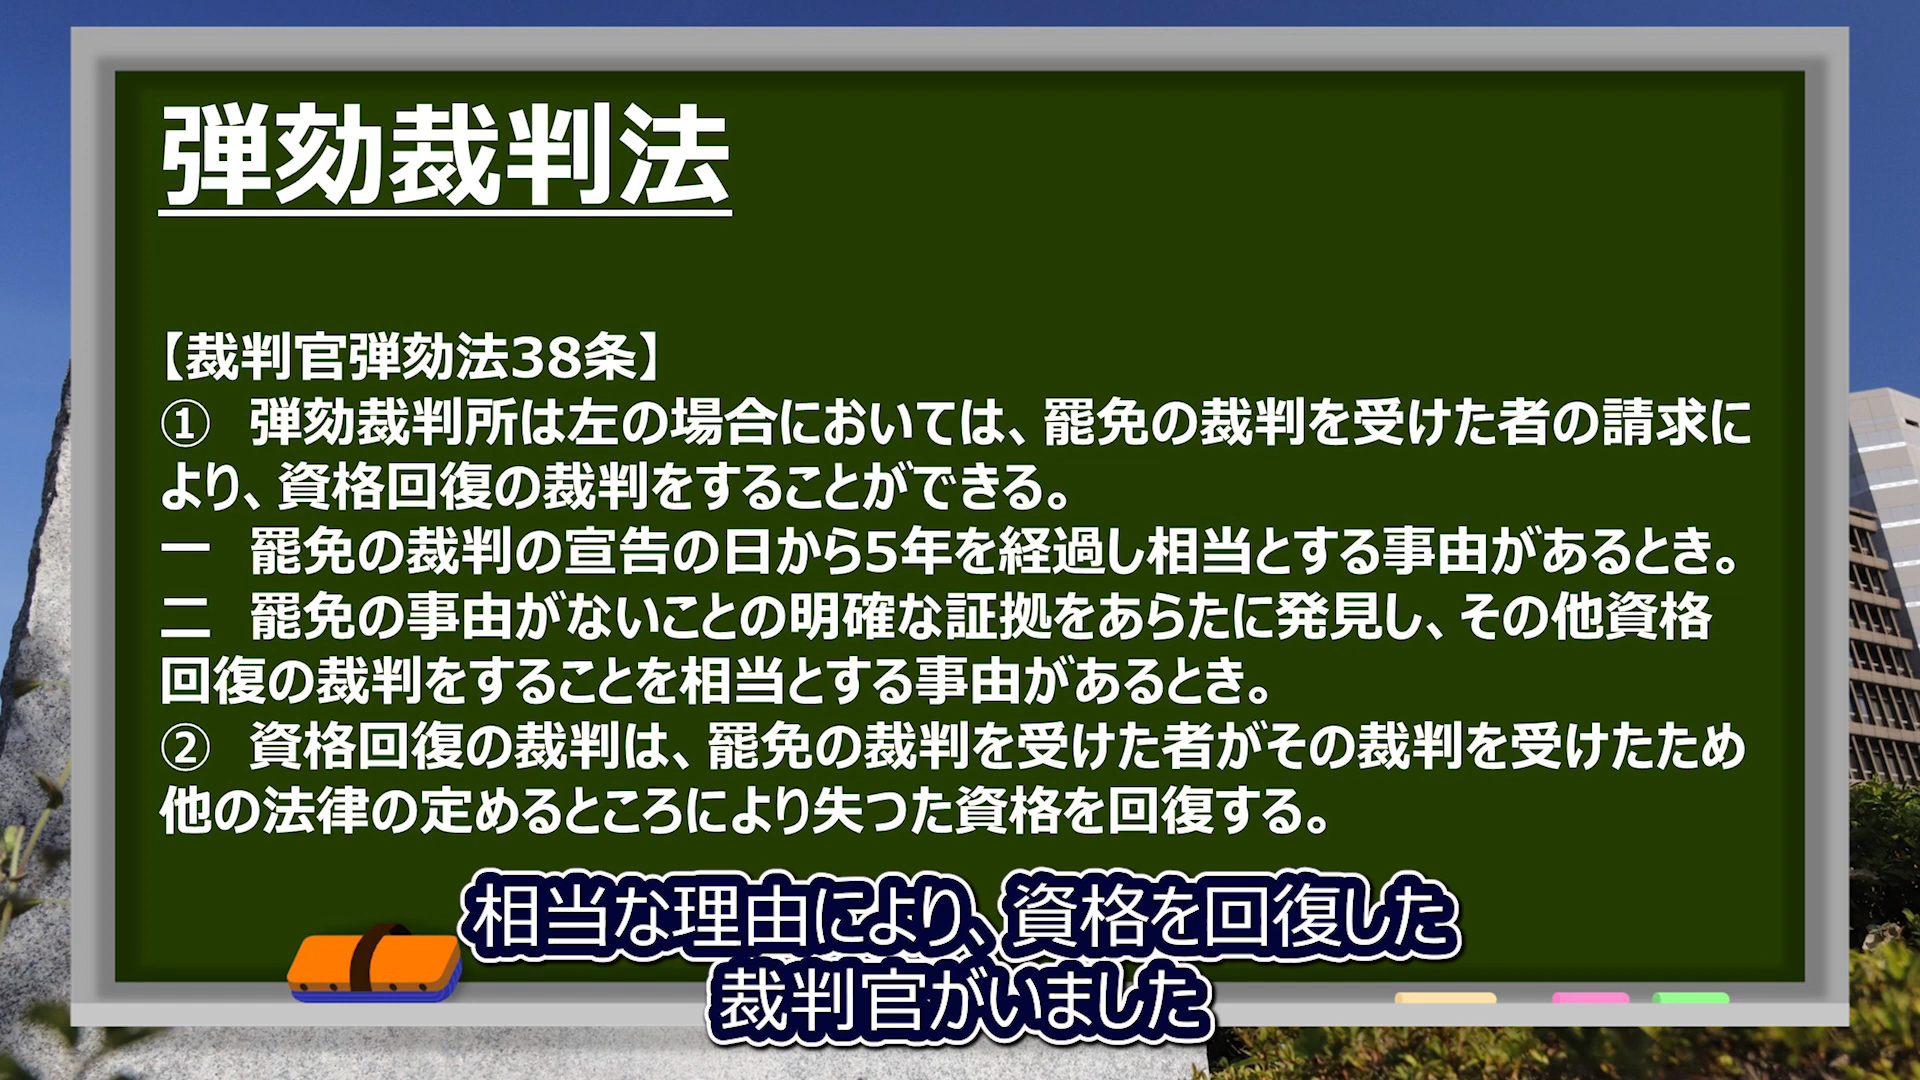 弾劾裁判法
【裁判官弾劾法38条】
① 弾劾裁判所は左の場合においては、罷免の裁判を受けた者の請求に
より、資格回復の裁判をすることができる。
一 罷免の裁判の宣告の日から5年を経過し相当とする事由があるとき。
二 罷免の事由がないことの明確な証拠をあらたに発見し、その他資格
回復の裁判をすることを相当とする事由があるとき。
② 資格回復の裁判は、罷免の裁判を受けた者がその裁判を受けたため
他の法律の定めるところにより失つた資格を回復する。
相当な理由により、資格を回復した
裁判官がいました